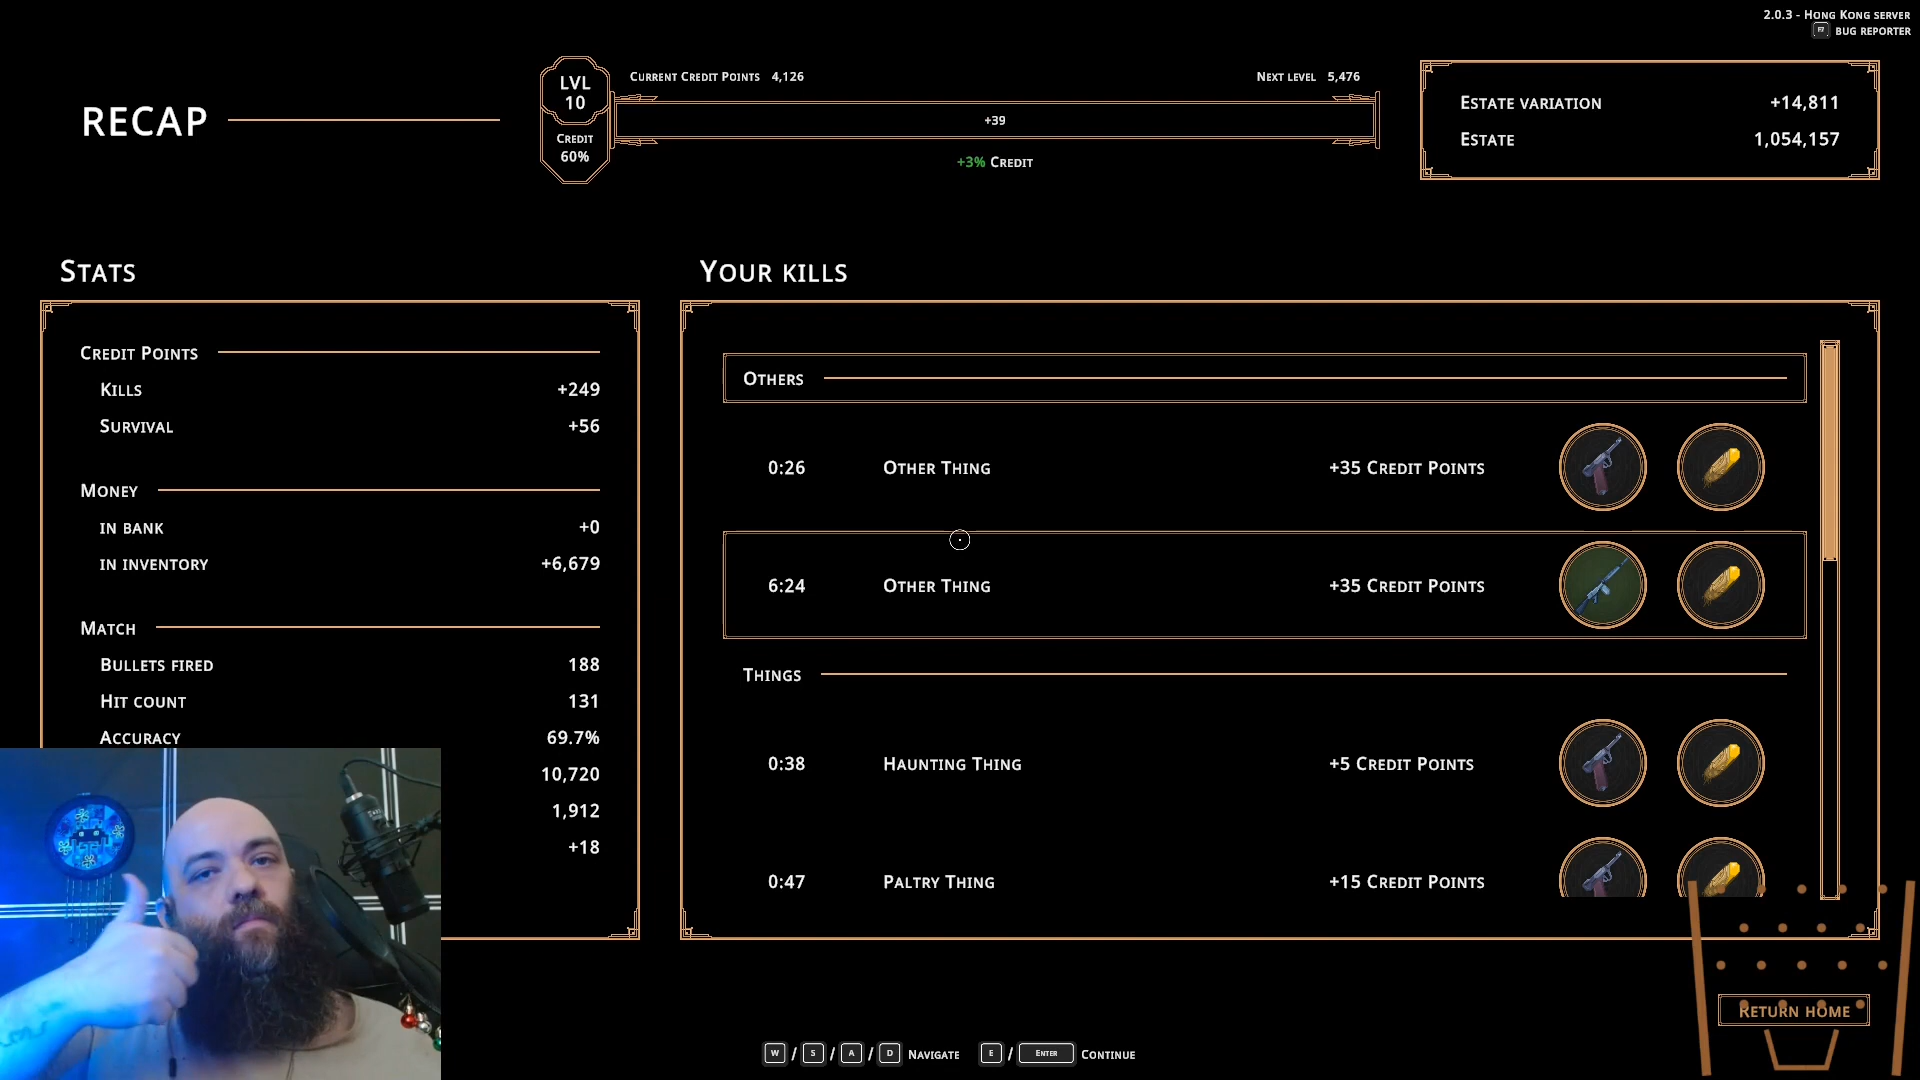 2.0.3 - Hong Kong server
F7 bug reporter
RECAP
LVL
10
Credit
60%
Current Credit Points 4,126
Next level 5,476
+39
+3% Credit
Estate variation +14,811
Estate 1,054,157
Stats
Credit Points
Kills +249
Survival +56
Money
in bank +0
in inventory +6,679
Match
Bullets fired 188
Hit count 131
Accuracy 69.7%
10,720
1,912
+18
Your kills
Others
0:26 Other Thing +35 Credit Points
6:24 Other Thing +35 Credit Points
Things
0:38 Haunting Thing +5 Credit Points
0:47 Paltry Thing +15 Credit Points
Return home
W / S / A / D Navigate E / Enter Continue